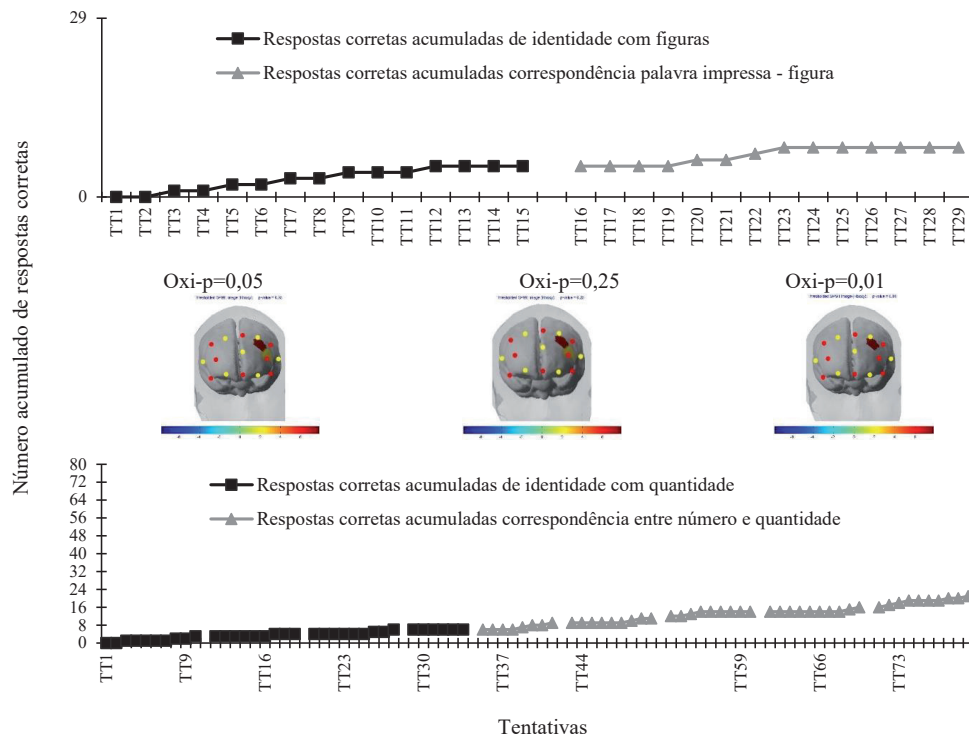 Número acumulado de respostas corretas
29
0
Respostas corretas acumuladas de identidade com figuras
Respostas corretas acumuladas correspondência palavra impressa - figura
TT1 TT2 TT3 TT4 TT5 TT6 TT7 TT8 TT9 TT10 TT11 TT12 TT13 TT14 TT15 TT16 TT17 TT18 TT19 TT20 TT21 TT22 TT23 TT24 TT25 TT26 TT27 TT28 TT29
Oxi-p=0,05 Oxi-p=0,25 Oxi-p=0,01
80
72
64
56
48
40
32
24
16
8
0
Respostas corretas acumuladas de identidade com quantidade
Respostas corretas acumuladas correspondência entre número e quantidade
TT1 TT9 TT16 TT23 TT30 TT37 TT44 TT59 TT66 TT73
Tentativas